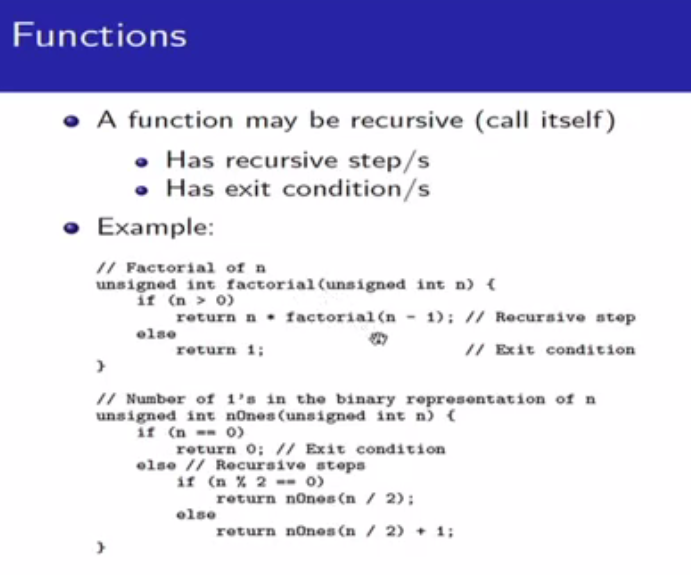 Functions
A function may be recursive (call itself)
Has recursive step/s
Has exit condition/s
Example:
// Factorial of n
unsigned int factorial(unsigned int n) {
if (n > 0)
return n * factorial(n - 1); // Recursive step
else
return 1; // Exit condition
}
// Number of 1's in the binary representation of n
unsigned int nOnes(unsigned int n) {
if (n == 0)
return 0; // Exit condition
else // Recursive steps
if (n % 2 == 0)
return nOnes(n / 2);
else
return nOnes(n / 2) + 1;
}